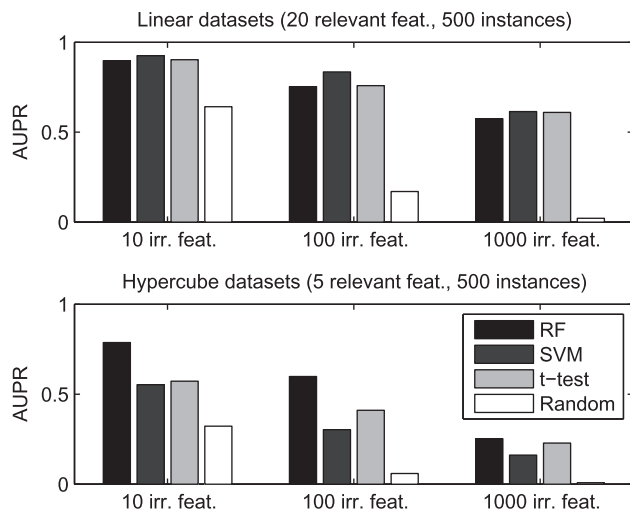 Linear datasets (20 relevant feat., 500 instances)
1
0.5
0
AUPR
10 irr. feat.
100 irr. feat.
1000 irr. feat.
Hypercube datasets (5 relevant feat., 500 instances)
1
0.5
0
AUPR
RF
SVM
t−test
Random
10 irr. feat.
100 irr. feat.
1000 irr. feat.